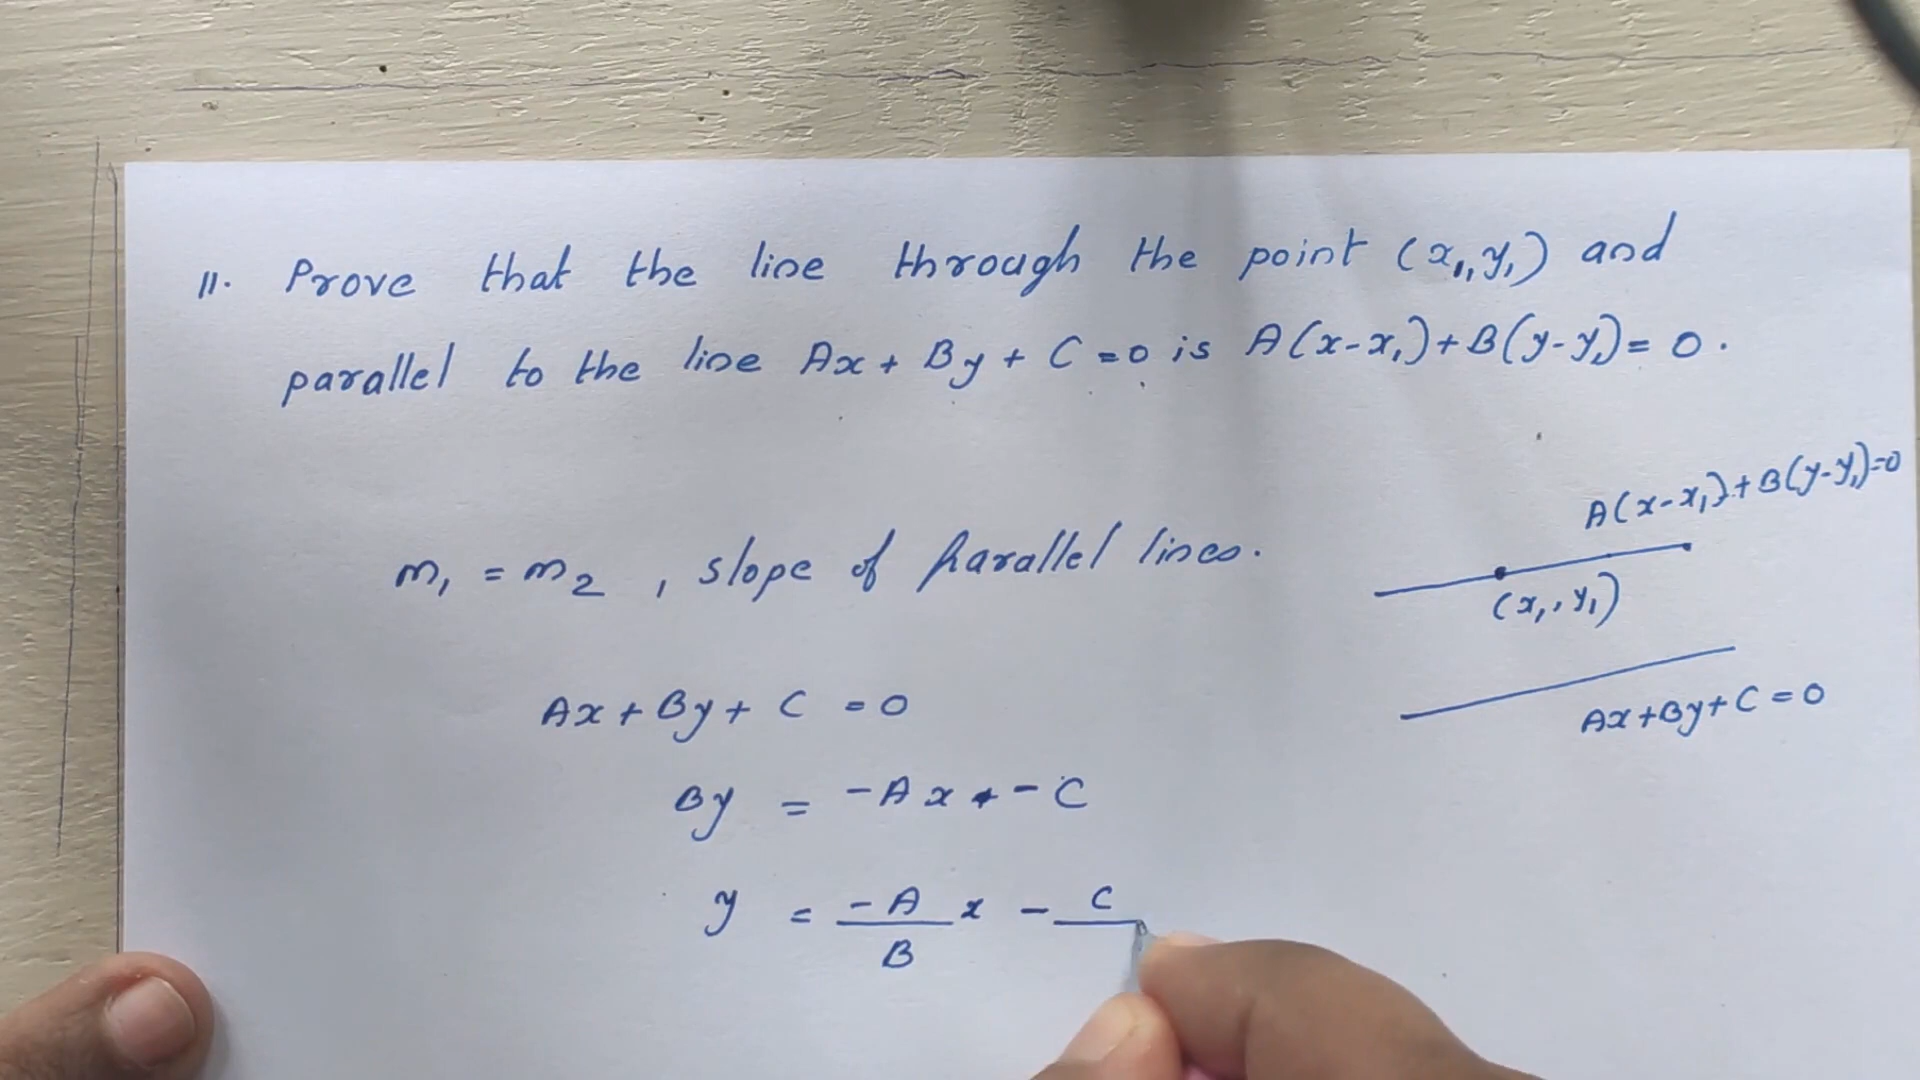 11. Prove that the line through the point (x₁, y₁) and
parallel to the line Ax + By + C = 0 is A(x-x₁)+B(y-y₁)= 0.
A(x-x₁)+B(y-y₁)=0
m₁ = m₂ , slope of parallel lines.
(x₁, y₁)
Ax + By + C = 0
Ax+By+C = 0
By = -Ax - C
y = -A/B x - C